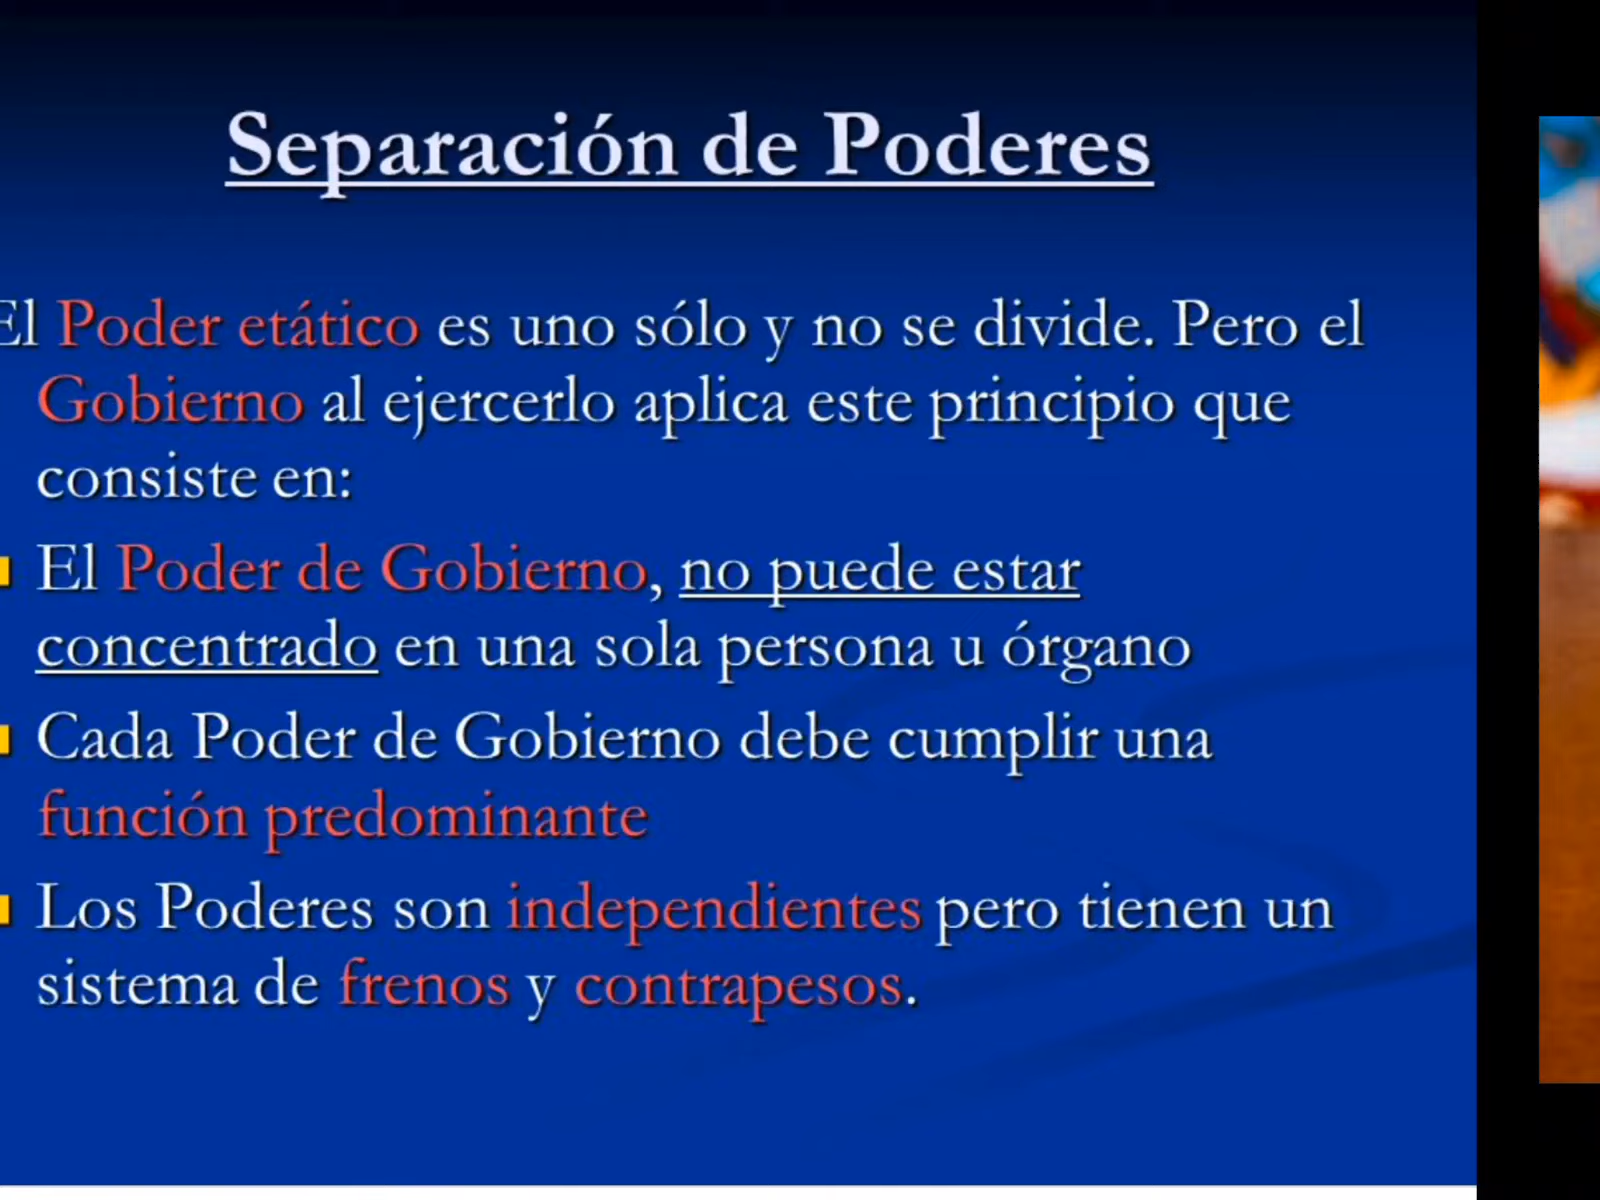 Separación de Poderes
El Poder etático es uno sólo y no se divide. Pero el
Gobierno al ejercerlo aplica este principio que
consiste en:
El Poder de Gobierno, no puede estar
concentrado en una sola persona u órgano
Cada Poder de Gobierno debe cumplir una
función predominante
Los Poderes son independientes pero tienen un
sistema de frenos y contrapesos.